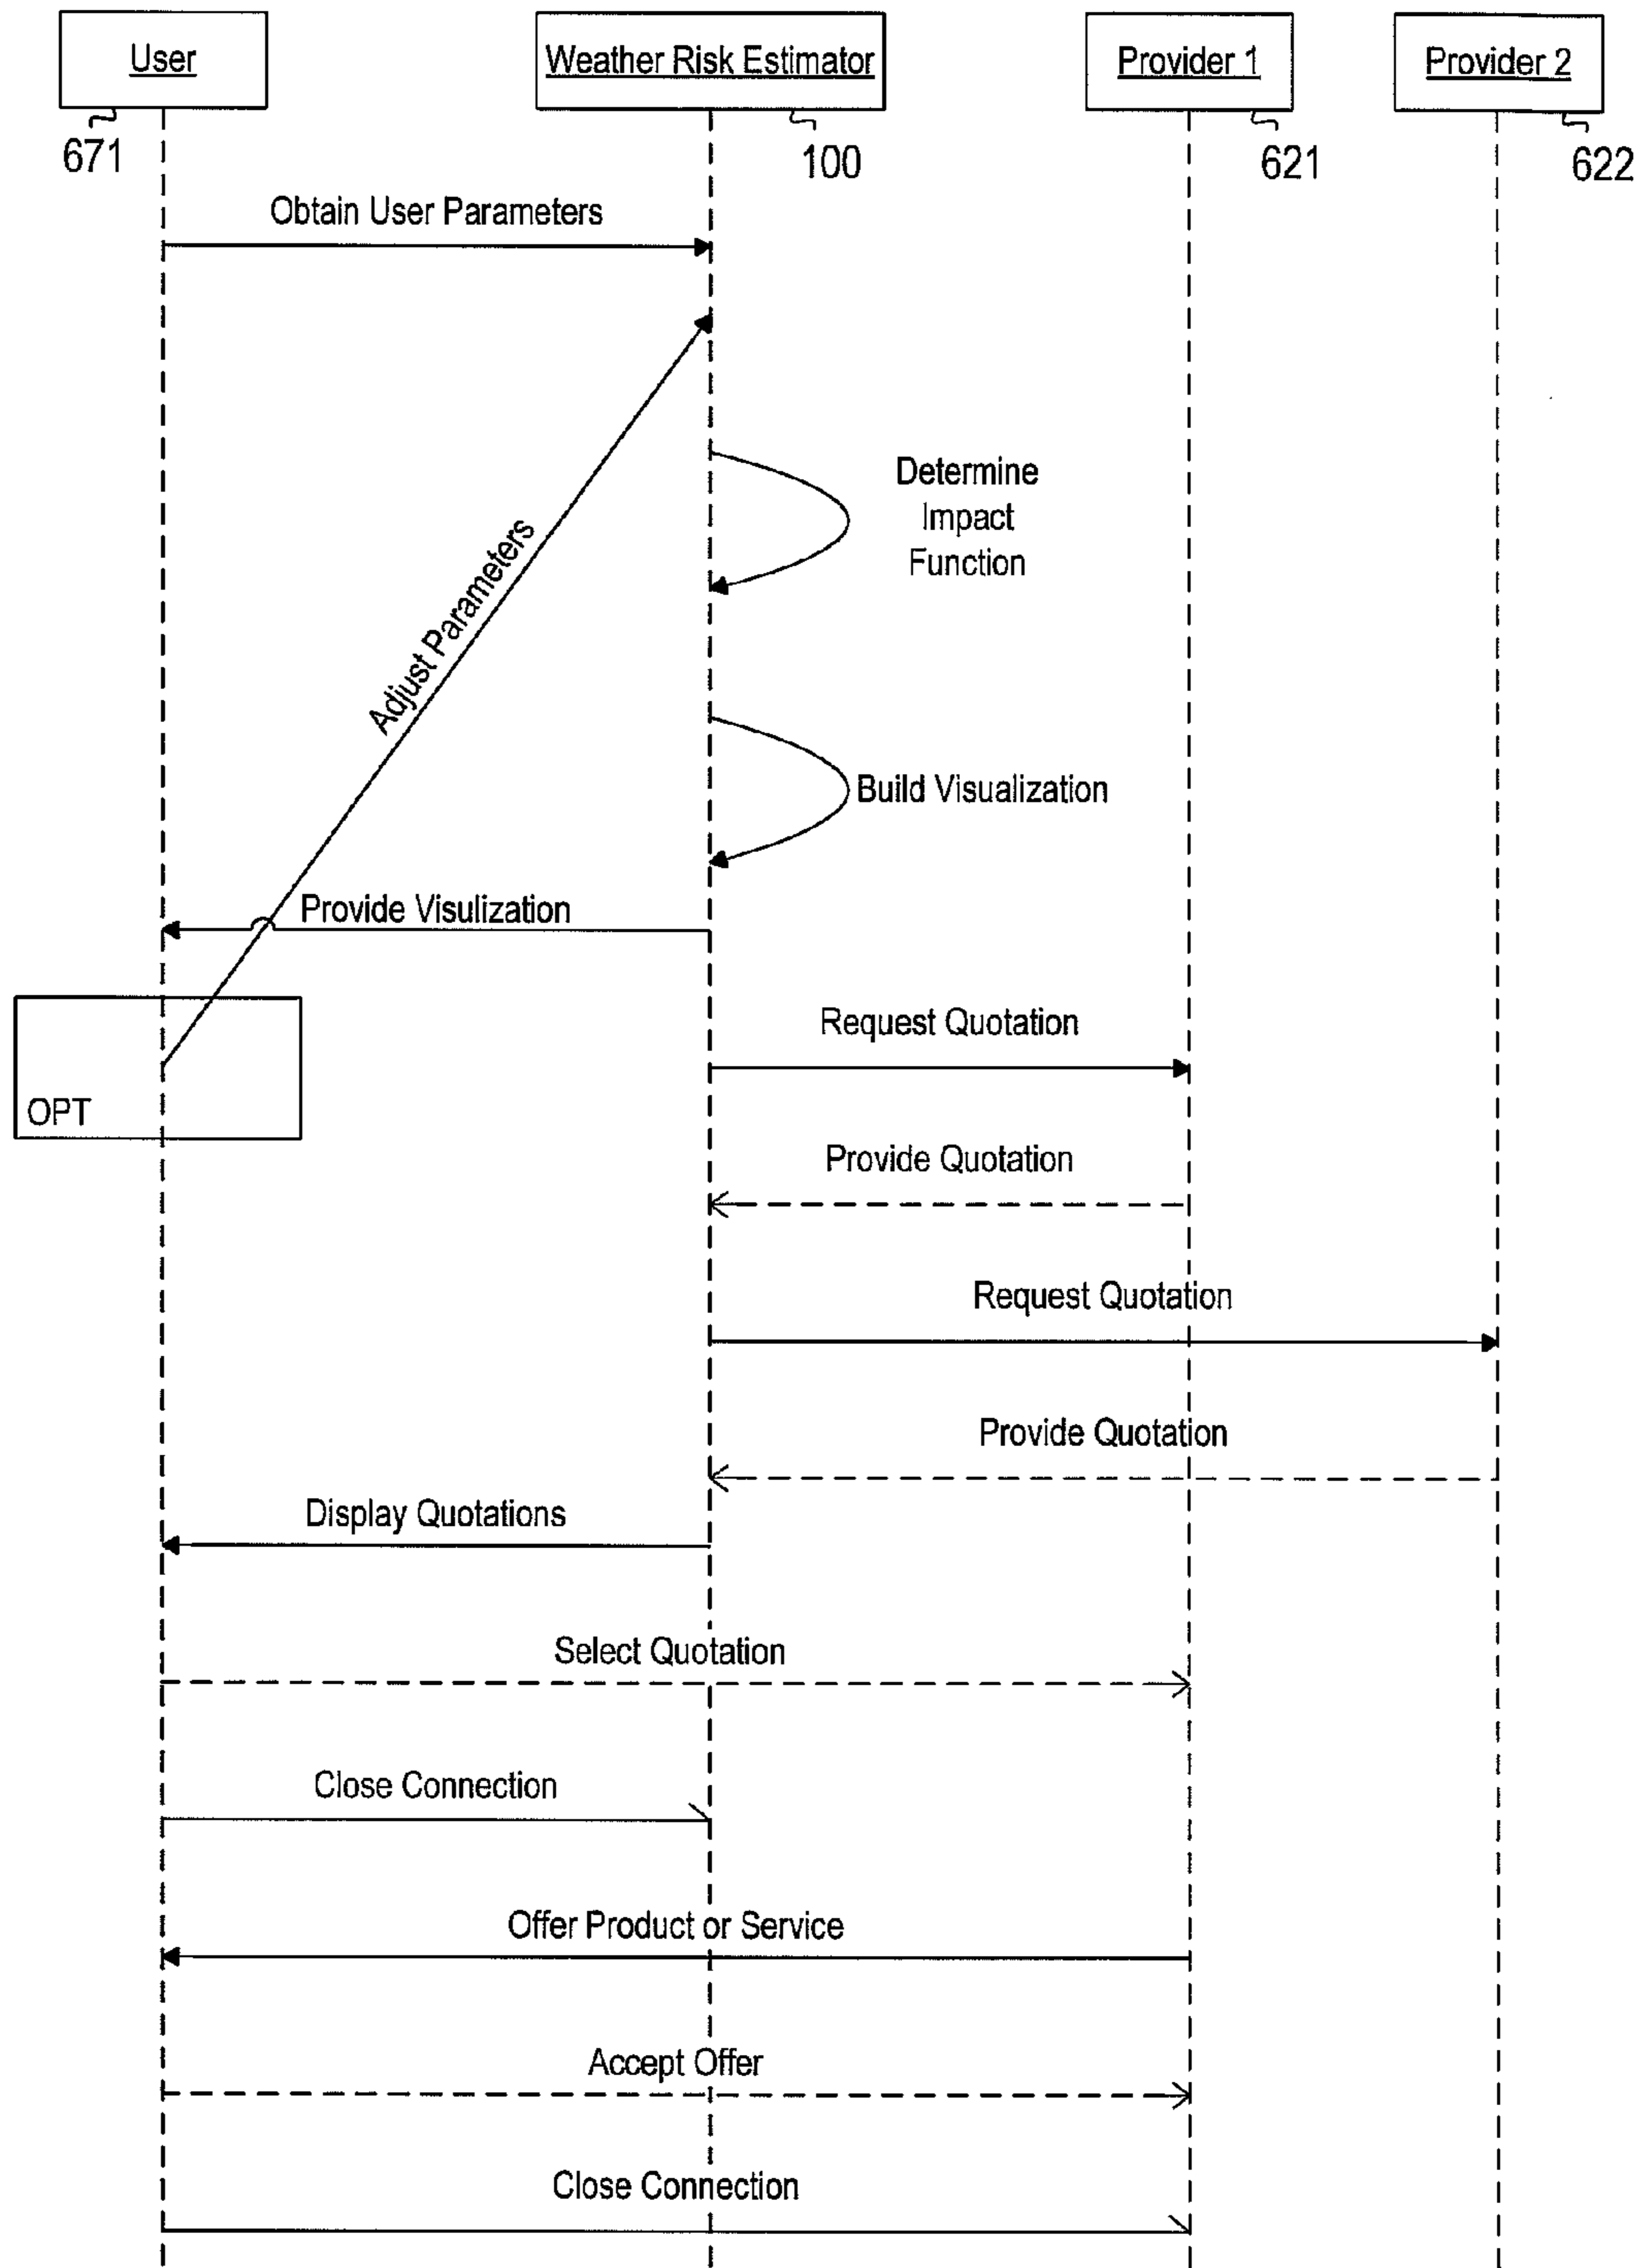 User
Weather Risk Estimator
Provider 1
Provider 2
671
100
621
622
Obtain User Parameters
Determine
Impact
Function
Adjust Parameters
Build Visualization
Provide Visulization
Request Quotation
OPT
Provide Quotation
Request Quotation
Provide Quotation
Display Quotations
Select Quotation
Close Connection
Offer Product or Service
Accept Offer
Close Connection